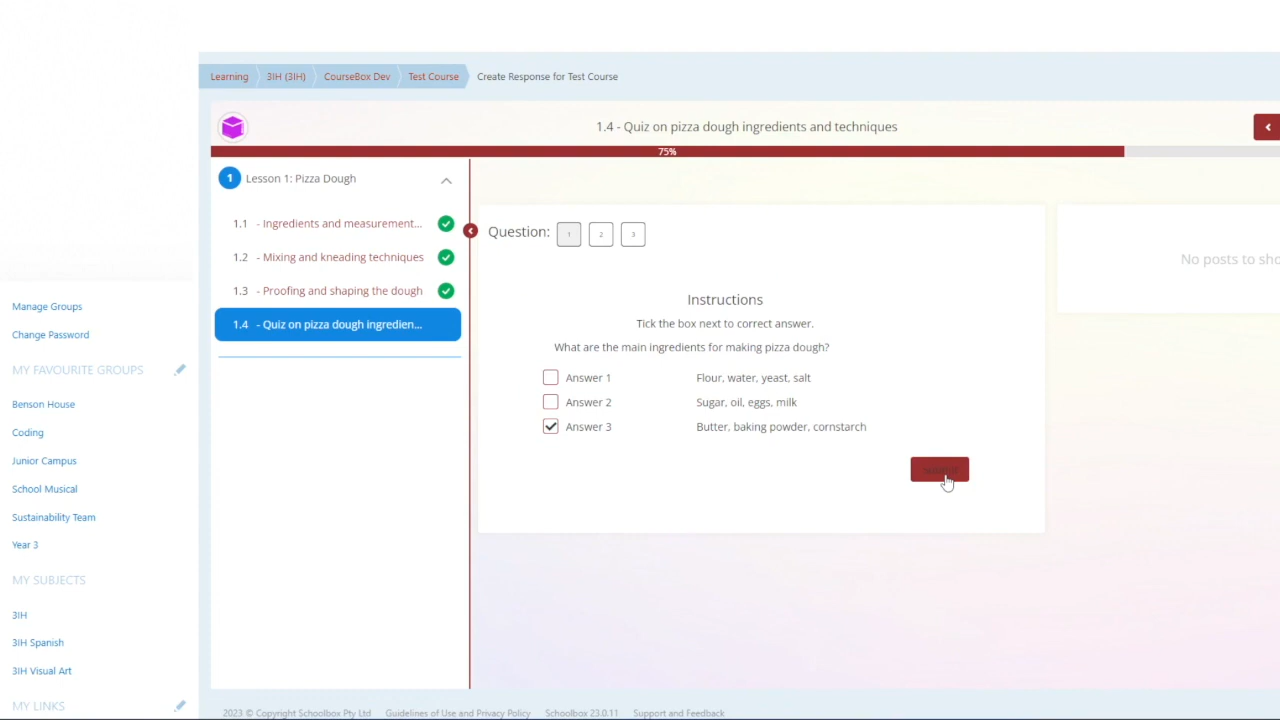 Learning 3IH (3IH) CourseBox Dev Test Course Create Response for Test Course
1.4 - Quiz on pizza dough ingredients and techniques
75%
1 Lesson 1: Pizza Dough
1.1 - Ingredients and measurement...
1.2 - Mixing and kneading techniques
1.3 - Proofing and shaping the dough
1.4 - Quiz on pizza dough ingredien...
Question: 1 2 3
Instructions
Tick the box next to correct answer.
What are the main ingredients for making pizza dough?
Answer 1 Flour, water, yeast, salt
Answer 2 Sugar, oil, eggs, milk
Answer 3 Butter, baking powder, cornstarch
No posts to sho
Manage Groups
Change Password
MY FAVOURITE GROUPS
Benson House
Coding
Junior Campus
School Musical
Sustainability Team
Year 3
MY SUBJECTS
3IH
3IH Spanish
3IH Visual Art
MY LINKS
2023 © Copyright Schoolbox Pty Ltd Guidelines of Use and Privacy Policy Schoolbox 23.0.11 Support and Feedback